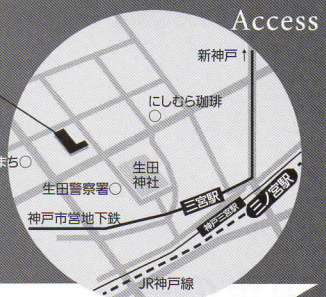 Access
新神戸↑
にしむら珈琲
まち
生田
神社
生田警察署
三宮駅
三ノ宮駅
神戸三宮駅
神戸市営地下鉄
JR神戸線